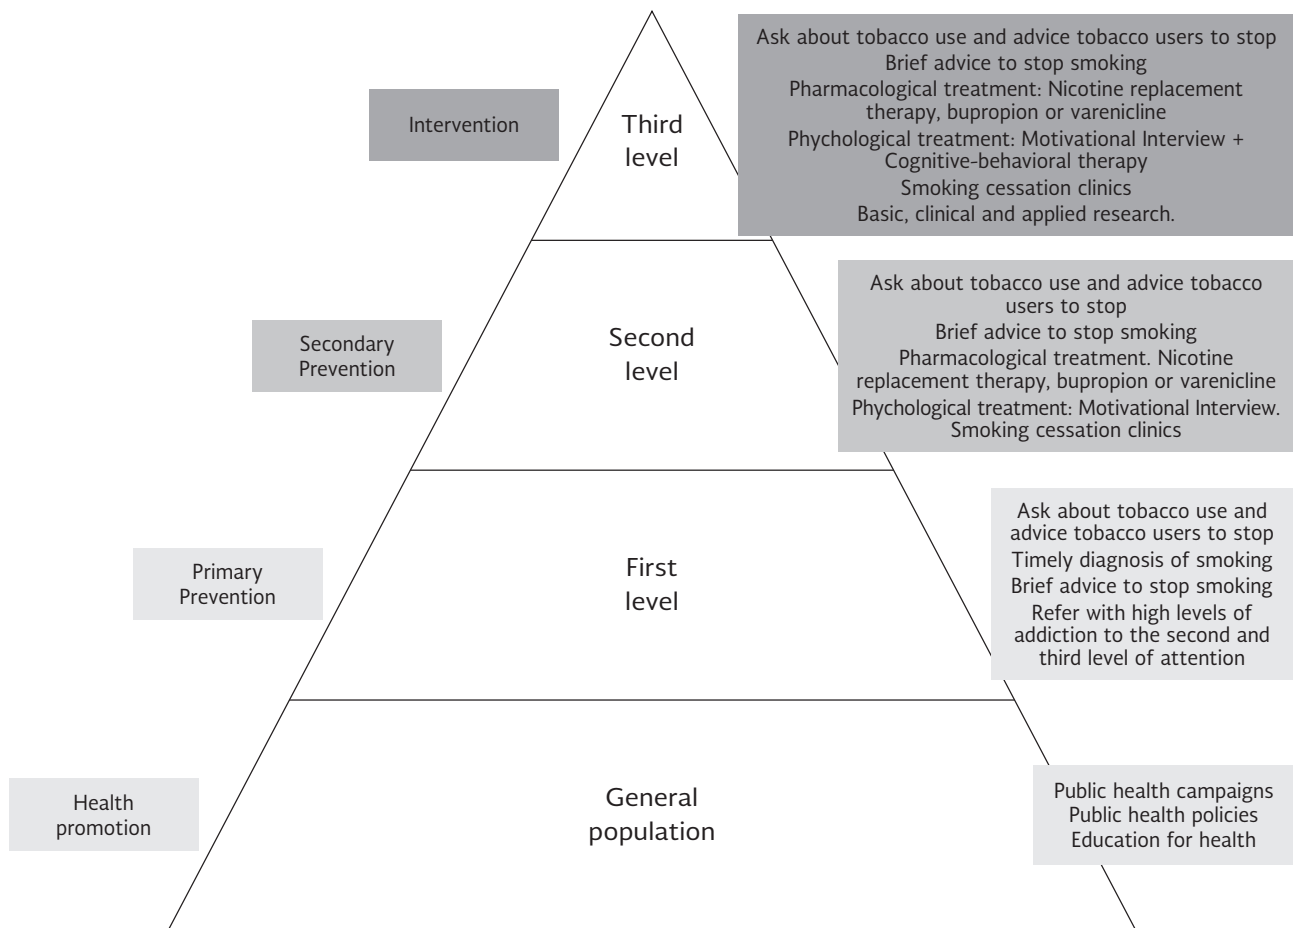 Intervention
Third
level
Ask about tobacco use and advice tobacco users to stop
Brief advice to stop smoking
Pharmacological treatment: Nicotine replacement
therapy, bupropion or varenicline
Phychological treatment: Motivational Interview +
Cognitive-behavioral therapy
Smoking cessation clinics
Basic, clinical and applied research.
Secondary
Prevention
Second
level
Ask about tobacco use and advice tobacco
users to stop
Brief advice to stop smoking
Pharmacological treatment. Nicotine
replacement therapy, bupropion or varenicline
Phychological treatment: Motivational Interview.
Smoking cessation clinics
Primary
Prevention
First
level
Ask about tobacco use and
advice tobacco users to stop
Timely diagnosis of smoking
Brief advice to stop smoking
Refer with high levels of
addiction to the second and
third level of attention
Health
promotion
General
population
Public health campaigns
Public health policies
Education for health